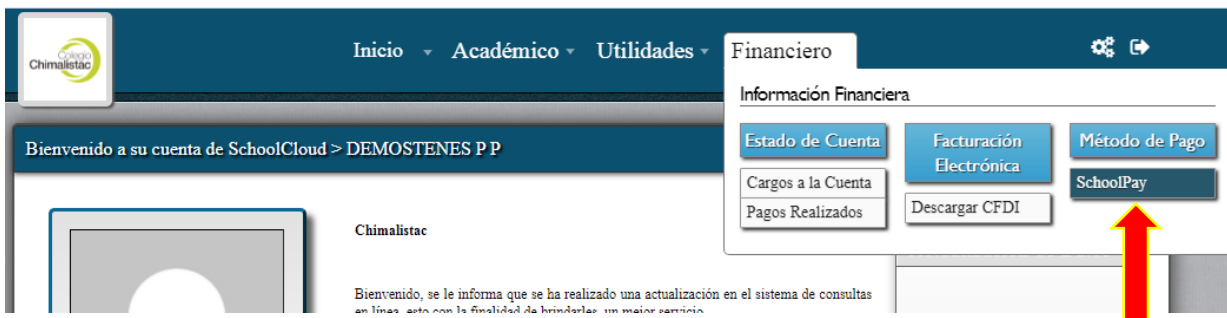 Colegio
Chimalistac
Inicio Académico Utilidades Financiero
Información Financiera
Estado de Cuenta
Cargos a la Cuenta
Pagos Realizados
Facturación
Electrónica
Descargar CFDI
Método de Pago
SchoolPay
Bienvenido a su cuenta de SchoolCloud > DEMOSTENES P P
Chimalistac
Bienvenido, se le informa que se ha realizado una actualización en el sistema de consultas
en línea, esto con la finalidad de brindarles, un mejor servicio